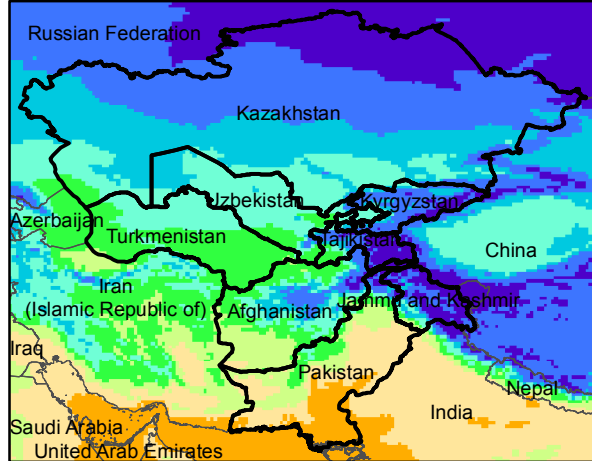 Russian Federation
Kazakhstan
Uzbekistan
Kyrgyzstan
Azerbaijan
Turkmenistan
Tajikistan
China
Iran
(Islamic Republic of)
Afghanistan
Jammu and Kashmir
Iraq
Pakistan
Nepal
India
Saudi Arabia
United Arab Emirates